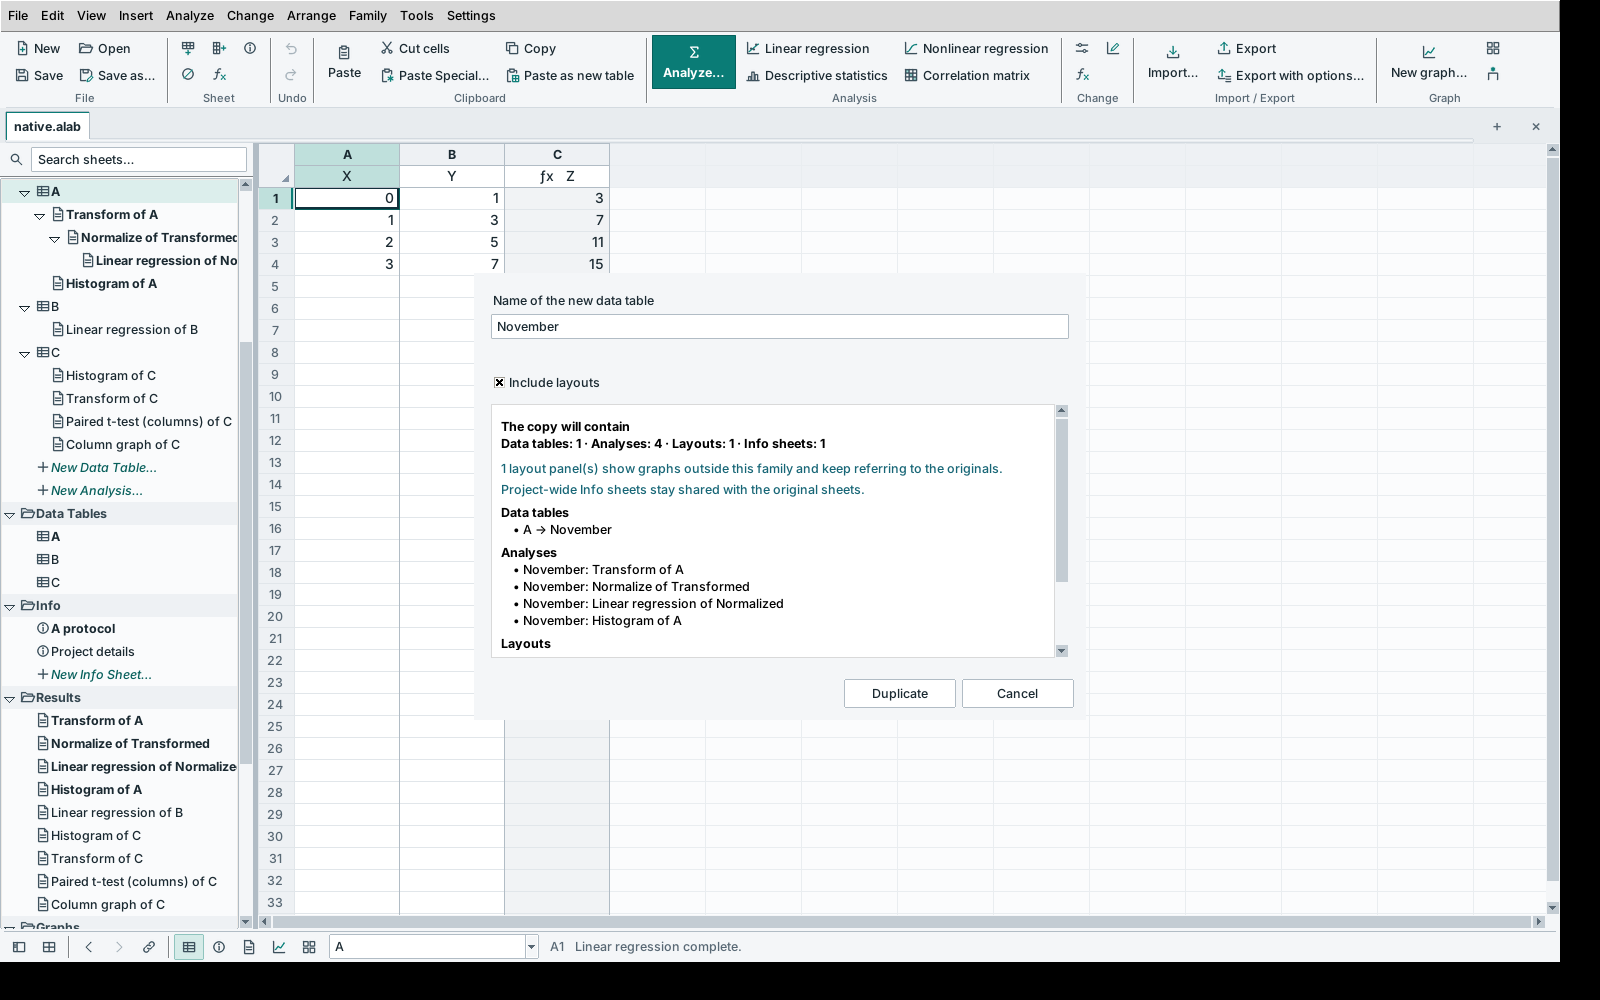 File Edit View Insert Analyze Change Arrange Family Tools Settings
New Open Cut cells Copy Linear regression Nonlinear regression Export
Save Save as... Paste Paste Special... Paste as new table Analyze... Descriptive statistics Correlation matrix Import... Export with options... New graph...
File Sheet Undo Clipboard Analysis Change Import / Export Graph
native.alab
Search sheets...
A
Transform of A
Normalize of Transformed
Linear regression of No
Histogram of A
B
Linear regression of B
C
Histogram of C
Transform of C
Paired t-test (columns) of C
Column graph of C
New Data Table...
New Analysis...
Data Tables
A
B
C
Info
A protocol
Project details
New Info Sheet...
Results
Transform of A
Normalize of Transformed
Linear regression of Normalize
Histogram of A
Linear regression of B
Histogram of C
Transform of C
Paired t-test (columns) of C
Column graph of C
Graphs
A B C
X Y ƒx Z
1 0 1 3
2 1 3 7
3 2 5 11
4 3 7 15
5
6
7
8
9
10
11
12
13
14
15
16
17
18
19
20
21
22
23
24
25
26
27
28
29
30
31
32
33
Name of the new data table
November
Include layouts
The copy will contain
Data tables: 1 · Analyses: 4 · Layouts: 1 · Info sheets: 1
1 layout panel(s) show graphs outside this family and keep referring to the originals.
Project-wide Info sheets stay shared with the original sheets.
Data tables
• A → November
Analyses
• November: Transform of A
• November: Normalize of Transformed
• November: Linear regression of Normalized
• November: Histogram of A
Layouts
Duplicate Cancel
A A1 Linear regression complete.